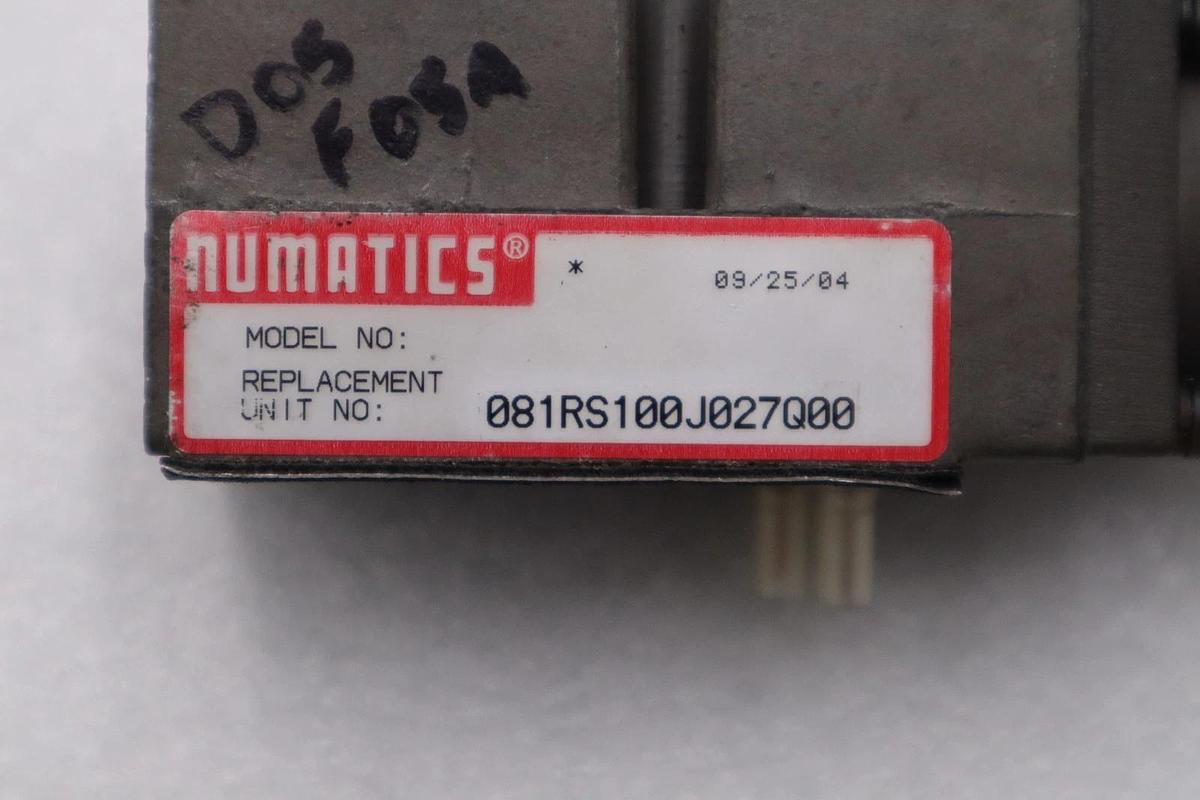 DOS
FOSA
NUMATICS®
* 09/25/04
MODEL NO:
REPLACEMENT
UNIT NO: 081RS100J027Q00